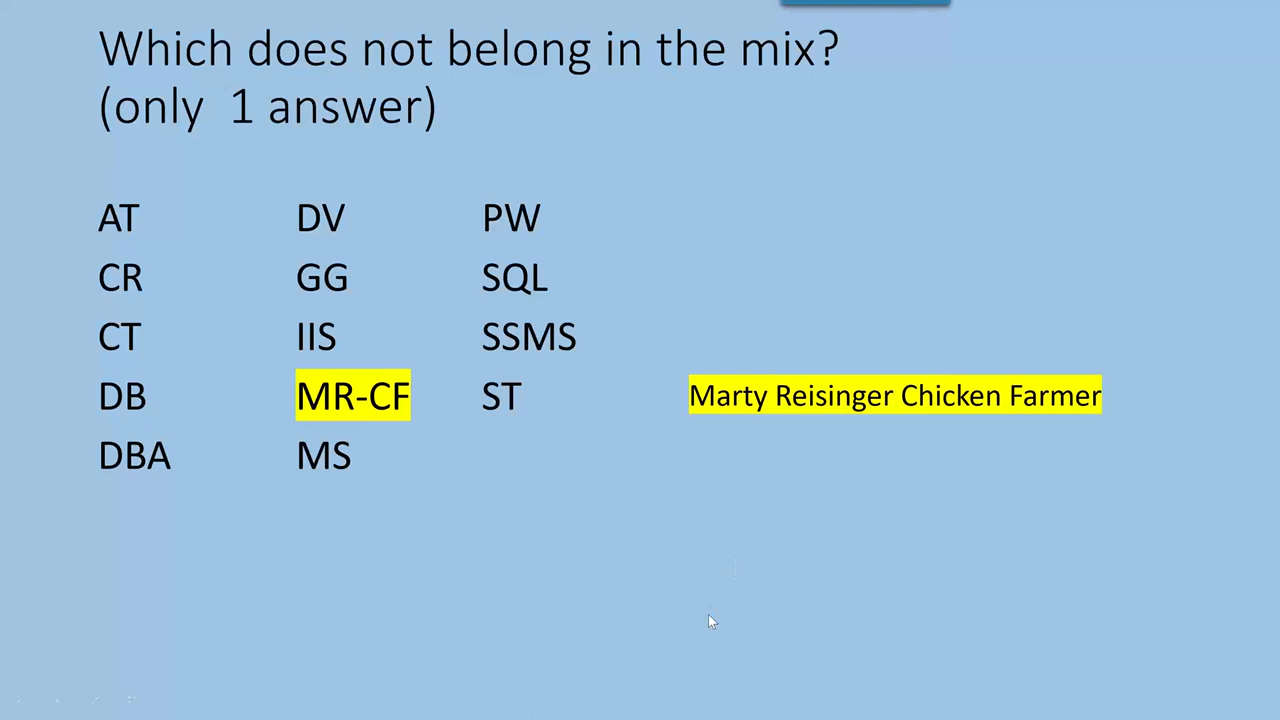 Which does not belong in the mix?
(only 1 answer)
AT
CR
CT
DB
DBA
DV
GG
IIS
MR-CF
MS
PW
SQL
SSMS
ST
Marty Reisinger Chicken Farmer